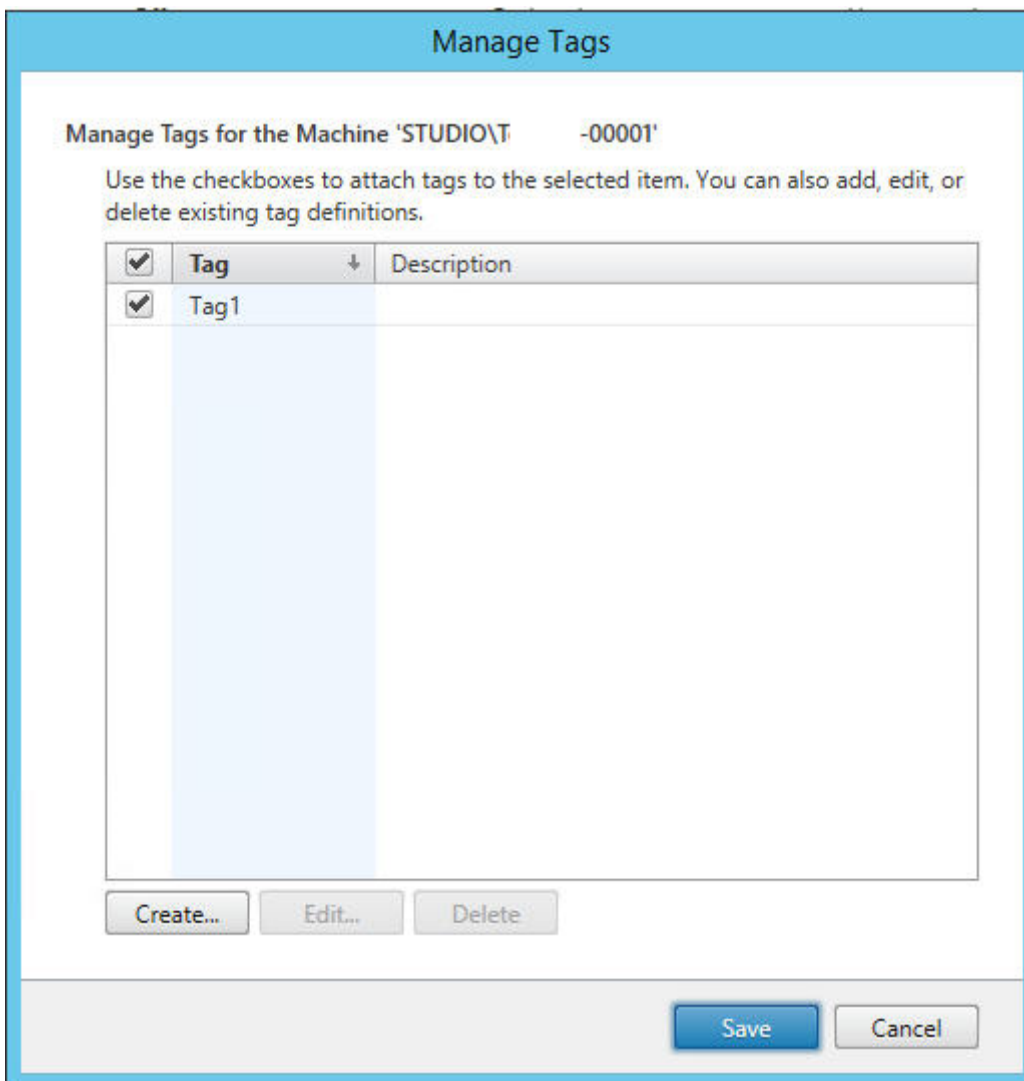 Manage Tags
Manage Tags for the Machine 'STUDIO\T -00001'
Use the checkboxes to attach tags to the selected item. You can also add, edit, or
delete existing tag definitions.
Tag Description
Tag1
Create... Edit... Delete
Save Cancel